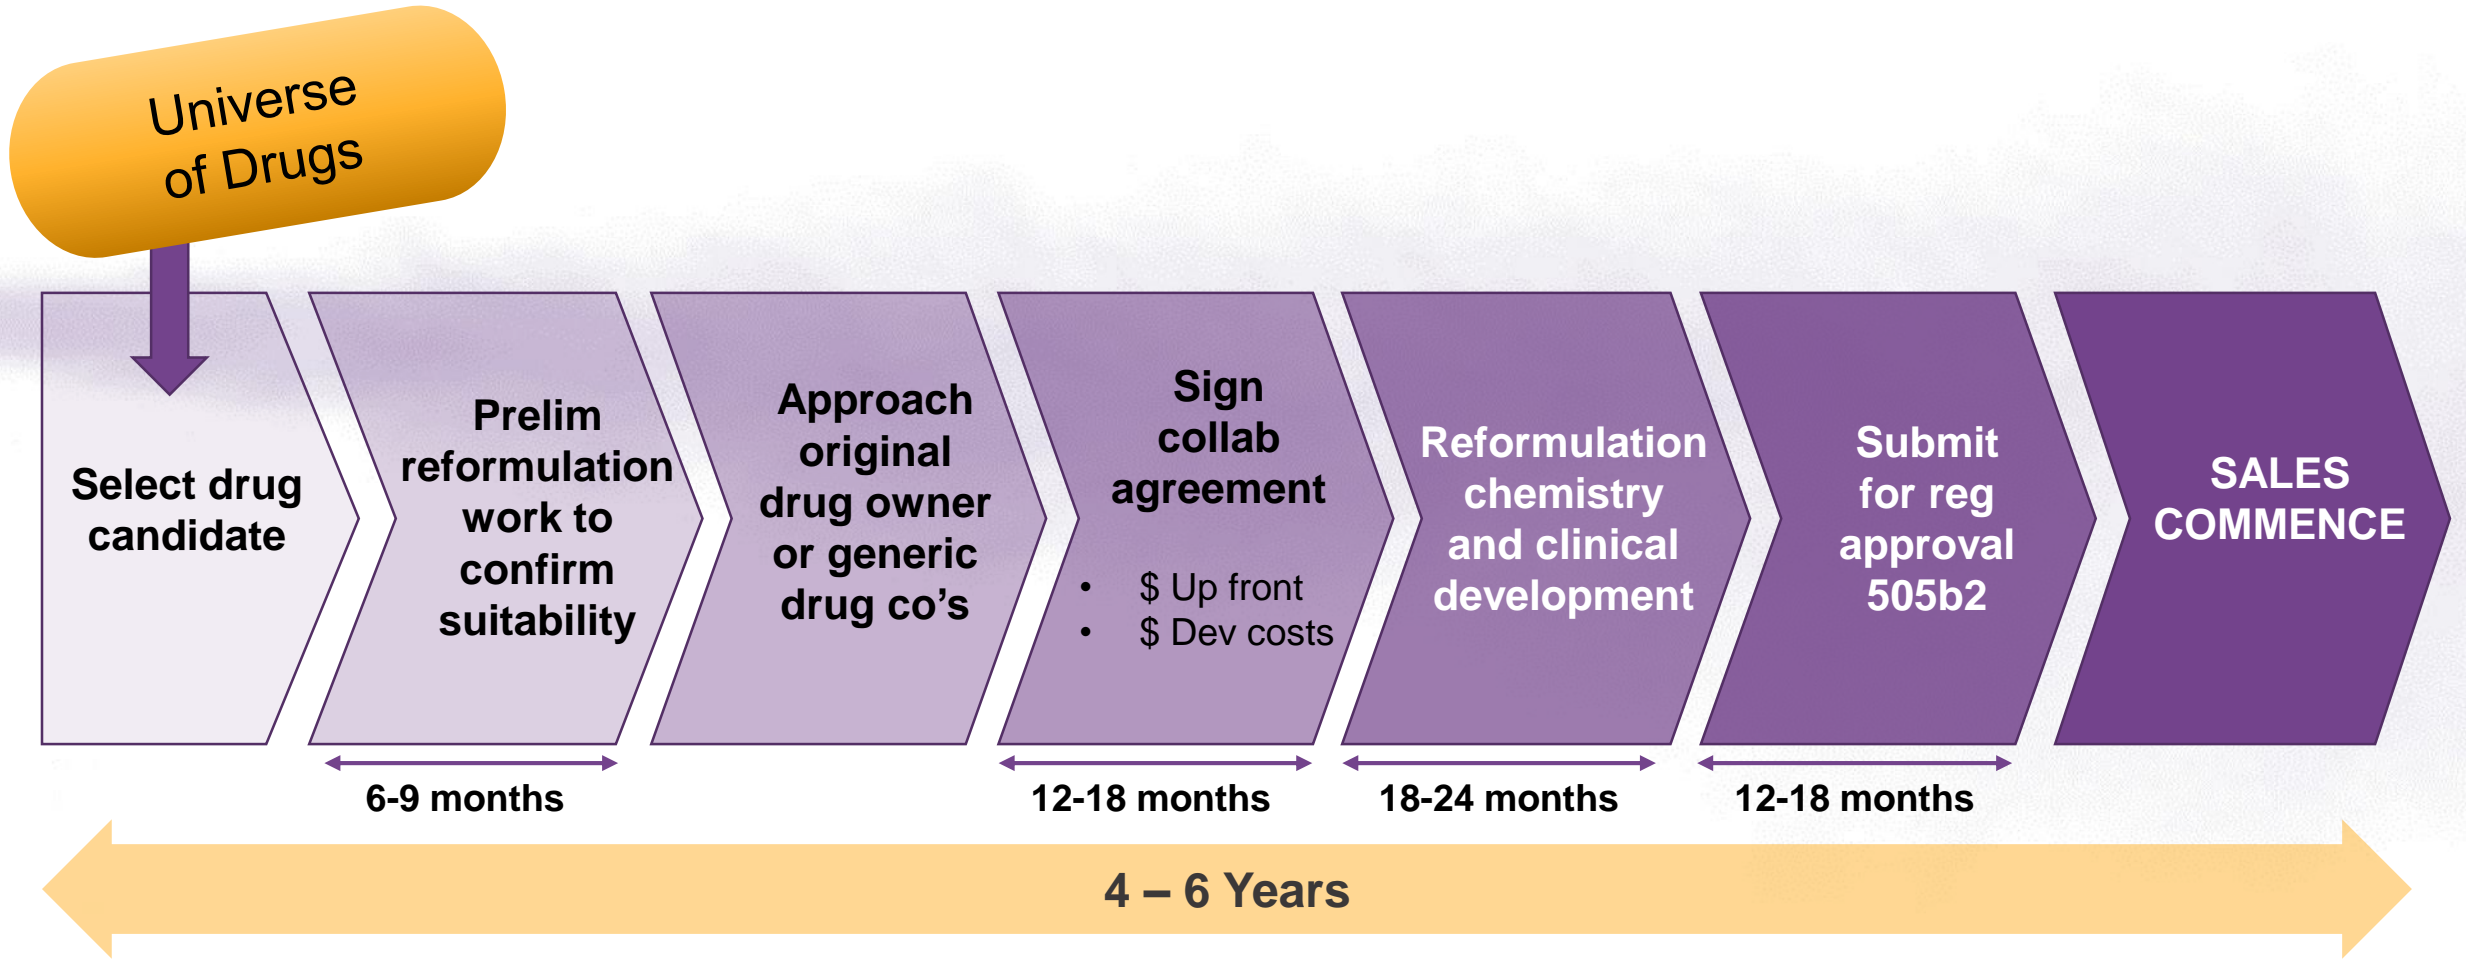 Universe
of Drugs
Select drug
candidate
Prelim
reformulation
work to
confirm
suitability
Approach
original
drug owner
or generic
drug co’s
Sign
collab
agreement
• $ Up front
• $ Dev costs
Reformulation
chemistry
and clinical
development
Submit
for reg
approval
505b2
SALES
COMMENCE
6-9 months
12-18 months
18-24 months
12-18 months
4 – 6 Years